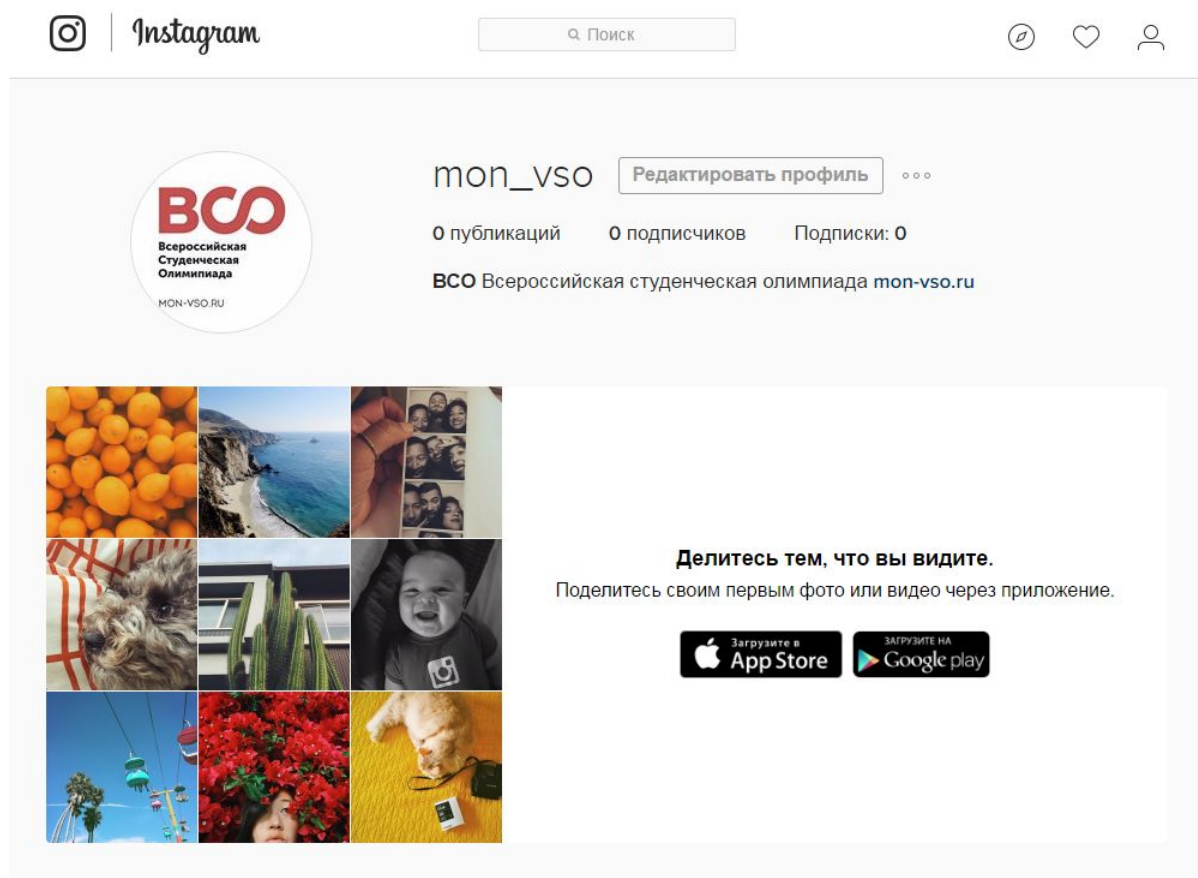 Instagram
Поиск
mon_vso Редактировать профиль
0 публикаций 0 подписчиков Подписки: 0
ВСО Всероссийская студенческая олимпиада mon-vso.ru
ВСО
Всероссийская
Студенческая
Олимпиада
MON-VSO.RU
Делитесь тем, что вы видите.
Поделитесь своим первым фото или видео через приложение.
Загрузите в
App Store
ЗАГРУЗИТЕ НА
Google play